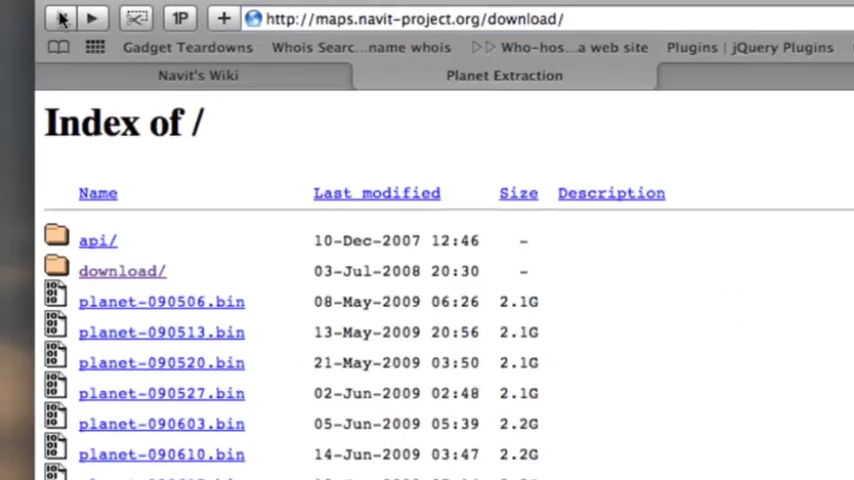 1P + http://maps.navit-project.org/download/
Gadget Teardowns Whois Searc...name whois Who-hos...a web site Plugins | jQuery Plugins
Navit's Wiki Planet Extraction
Index of /
Name Last modified Size Description
api/ 10-Dec-2007 12:46 -
download/ 03-Jul-2008 20:30 -
planet-090506.bin 08-May-2009 06:26 2.1G
planet-090513.bin 13-May-2009 20:56 2.1G
planet-090520.bin 21-May-2009 03:50 2.1G
planet-090527.bin 02-Jun-2009 02:48 2.1G
planet-090603.bin 05-Jun-2009 05:39 2.2G
planet-090610.bin 14-Jun-2009 03:47 2.2G